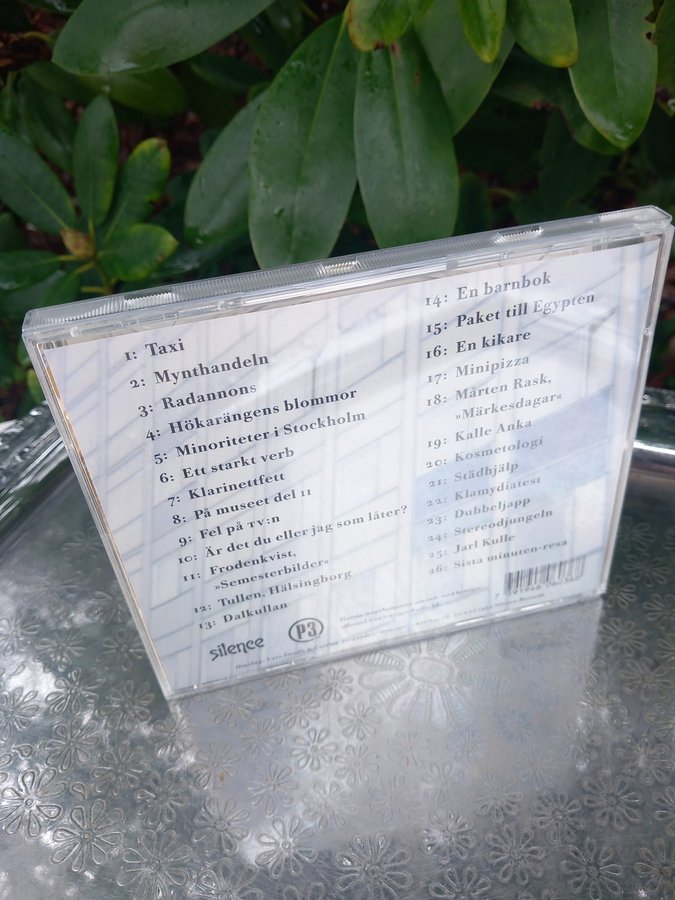 1: Taxi
2: Mynthandeln
3: Radannons
4: Hökarängens blommor
5: Minoriteter i Stockholm
6: Ett starkt verb
7: Klarinettfett
8: På museet del 11
9: Fel på TV:n
10: Är det du eller jag som låter?
11: Frodenkvist,
»Semesterbilder«
12: Tullen, Hälsingborg
13: Dalkullan
14: En barnbok
15: Paket till Egypten
16: En kikare
17: Minipizza
18: Mårten Rask,
»Märkesdagar«
19: Kalle Anka
20: Kosmetologi
21: Städhjälp
22: Klamydiatest
23: Dubbeljapp
24: Stereodjungeln
25: Jarl Kulle
26: Sista minuten-resa
silence
P3